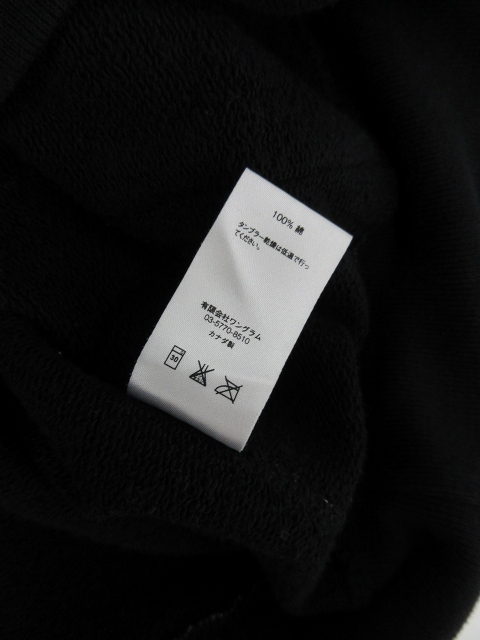 100% 綿
タンブラー乾燥は低温で行っ
てください。
有限会社ワングラム
03-5770-8510
カナダ製
30